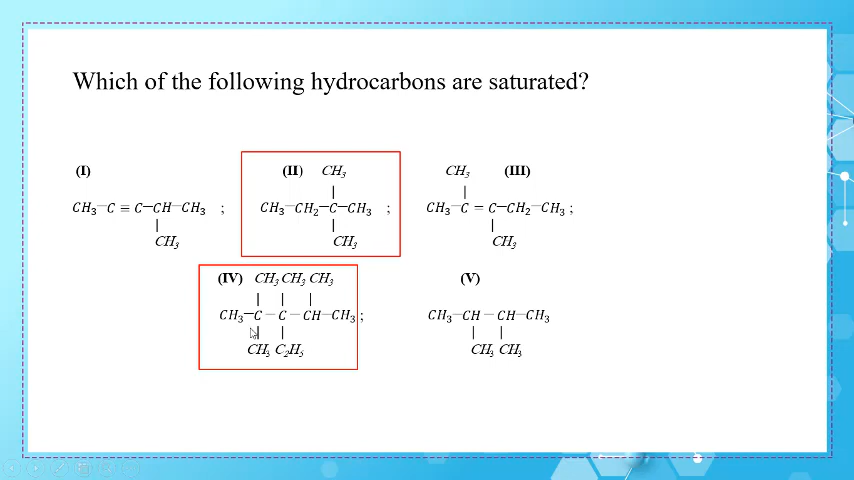 Which of the following hydrocarbons are saturated?
(I)
CH₃—C ≡ C—CH—CH₃ ;
|
CH₃
(II) CH₃
|
CH₃—CH₂—C—CH₃ ;
|
CH₃
CH₃ (III)
|
CH₃—C = C—CH₂—CH₃ ;
|
CH₃
(IV) CH₃ CH₃ CH₃
| | |
CH₃—C — C — CH—CH₃ ;
| |
CH₃ C₂H₅
(V)
CH₃—CH — CH—CH₃
| |
CH₃ CH₃